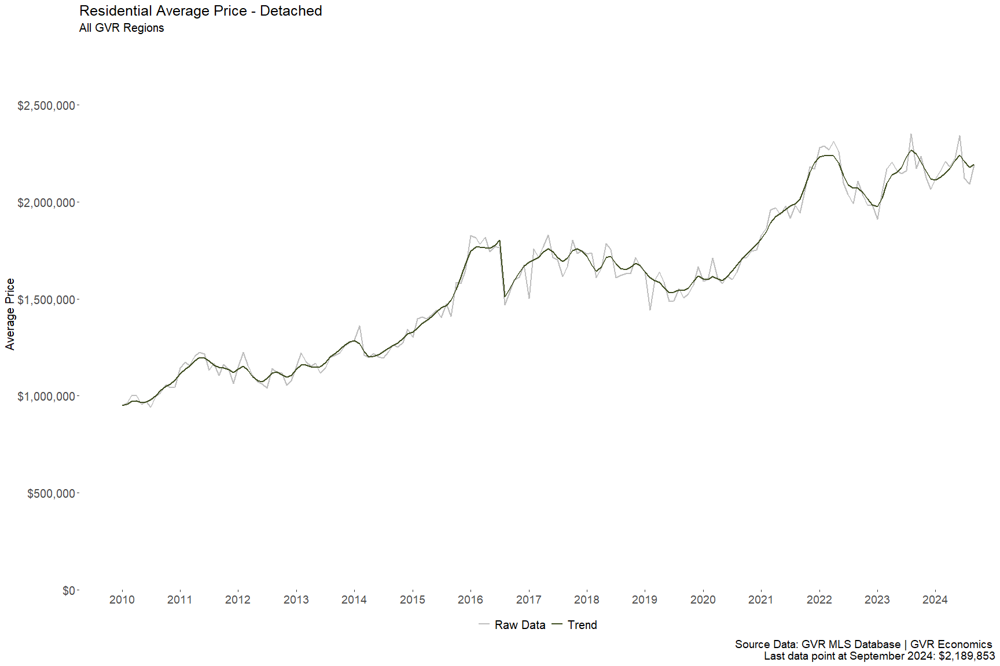 Residential Average Price - Detached
All GVR Regions
Average Price
$2,500,000
$2,000,000
$1,500,000
$1,000,000
$500,000
$0
2010 2011 2012 2013 2014 2015 2016 2017 2018 2019 2020 2021 2022 2023 2024
Raw Data Trend
Source Data: GVR MLS Database | GVR Economics
Last data point at September 2024: $2,189,853